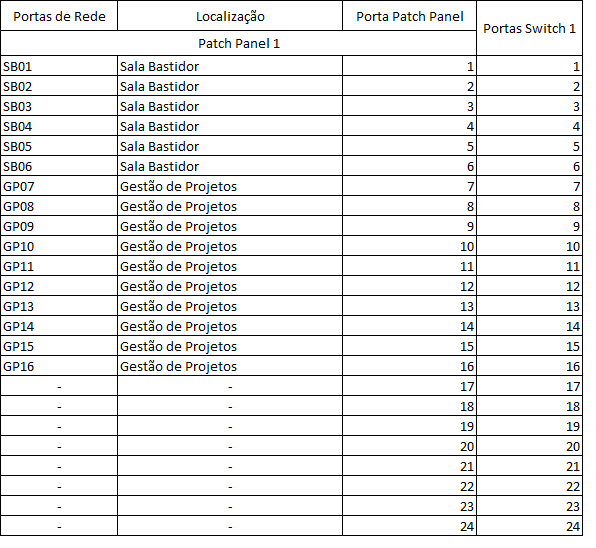 Portas de Rede Localização Porta Patch Panel Portas Switch 1
Patch Panel 1
SB01 Sala Bastidor 1 1
SB02 Sala Bastidor 2 2
SB03 Sala Bastidor 3 3
SB04 Sala Bastidor 4 4
SB05 Sala Bastidor 5 5
SB06 Sala Bastidor 6 6
GP07 Gestão de Projetos 7 7
GP08 Gestão de Projetos 8 8
GP09 Gestão de Projetos 9 9
GP10 Gestão de Projetos 10 10
GP11 Gestão de Projetos 11 11
GP12 Gestão de Projetos 12 12
GP13 Gestão de Projetos 13 13
GP14 Gestão de Projetos 14 14
GP15 Gestão de Projetos 15 15
GP16 Gestão de Projetos 16 16
- - 17 17
- - 18 18
- - 19 19
- - 20 20
- - 21 21
- - 22 22
- - 23 23
- - 24 24